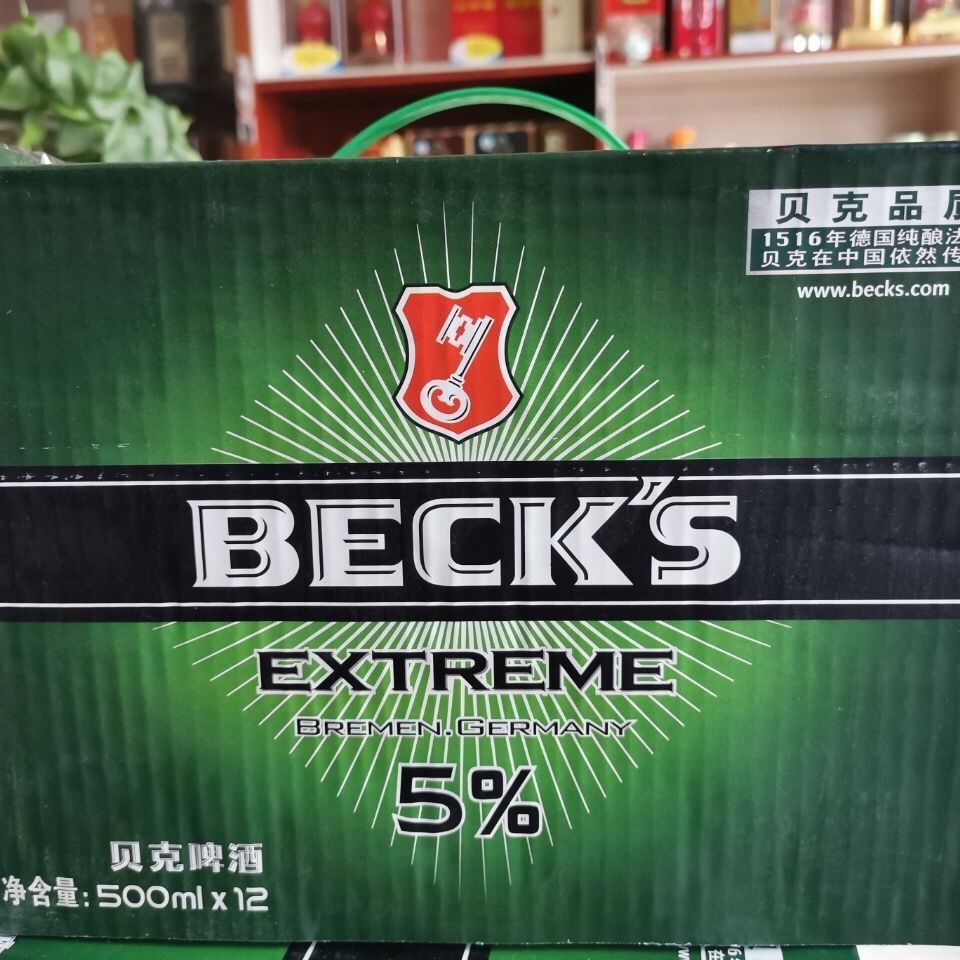 贝克品
1516年德国纯酿法
贝克在中国依然传
www.becks.com
BECK'S
EXTREME
BREMEN.GERMANY
5%
贝克啤酒
净含量:500ml x 12